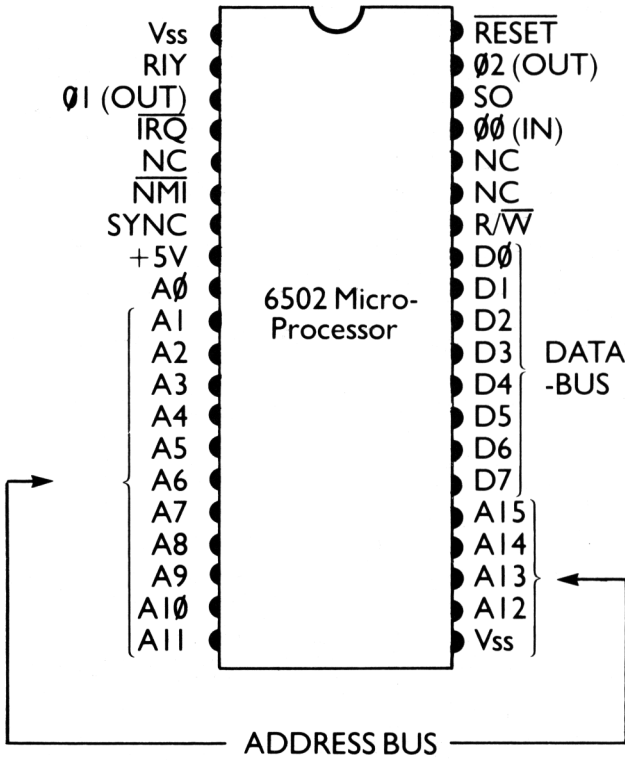 Vss
RIY
Ø1 (OUT)
IRQ
NC
NMI
SYNC
+5V
AØ
A1
A2
A3
A4
A5
A6
A7
A8
A9
A1Ø
A11
6502 Micro-
Processor
RESET
Ø2 (OUT)
SO
ØØ (IN)
NC
NC
R/W
DØ
D1
D2
D3
D4
D5
D6
D7
A15
A14
A13
A12
Vss
DATA
-BUS
ADDRESS BUS